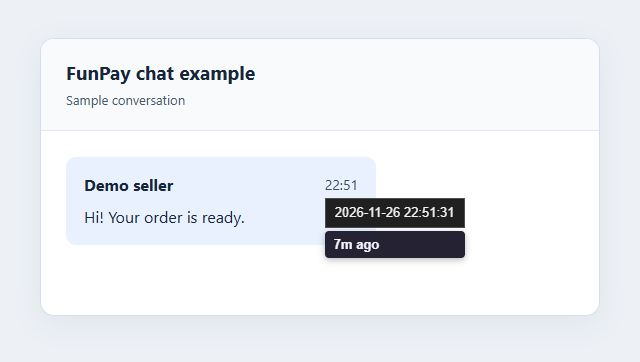 FunPay chat example
Sample conversation
Demo seller 22:51
Hi! Your order is ready.
2026-11-26 22:51:31
7m ago